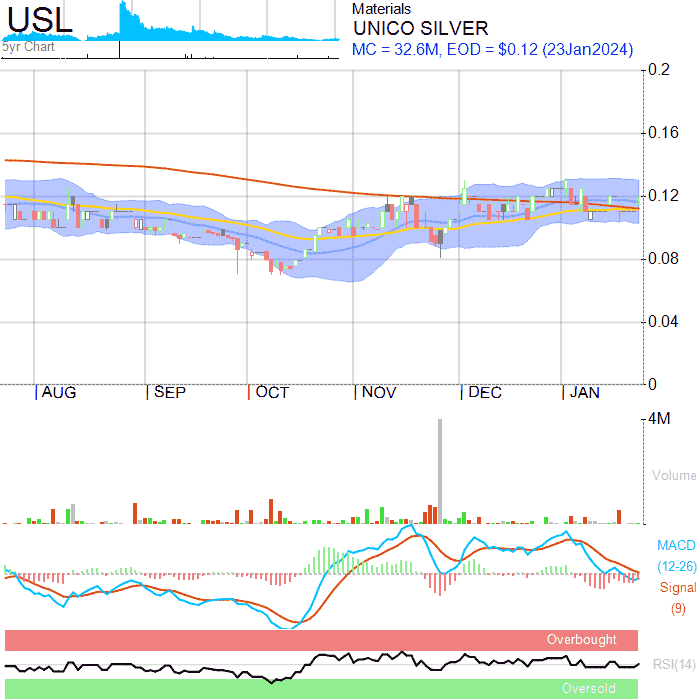 USL
5yr Chart
Materials
UNICO SILVER
MC = 32.6M, EOD = $0.12 (23Jan2024)
0.2
0.16
0.12
0.08
0.04
0
AUG SEP OCT NOV DEC JAN
4M
Volume
MACD
(12-26)
Signal
(9)
Overbought
RSI(14)
Oversold